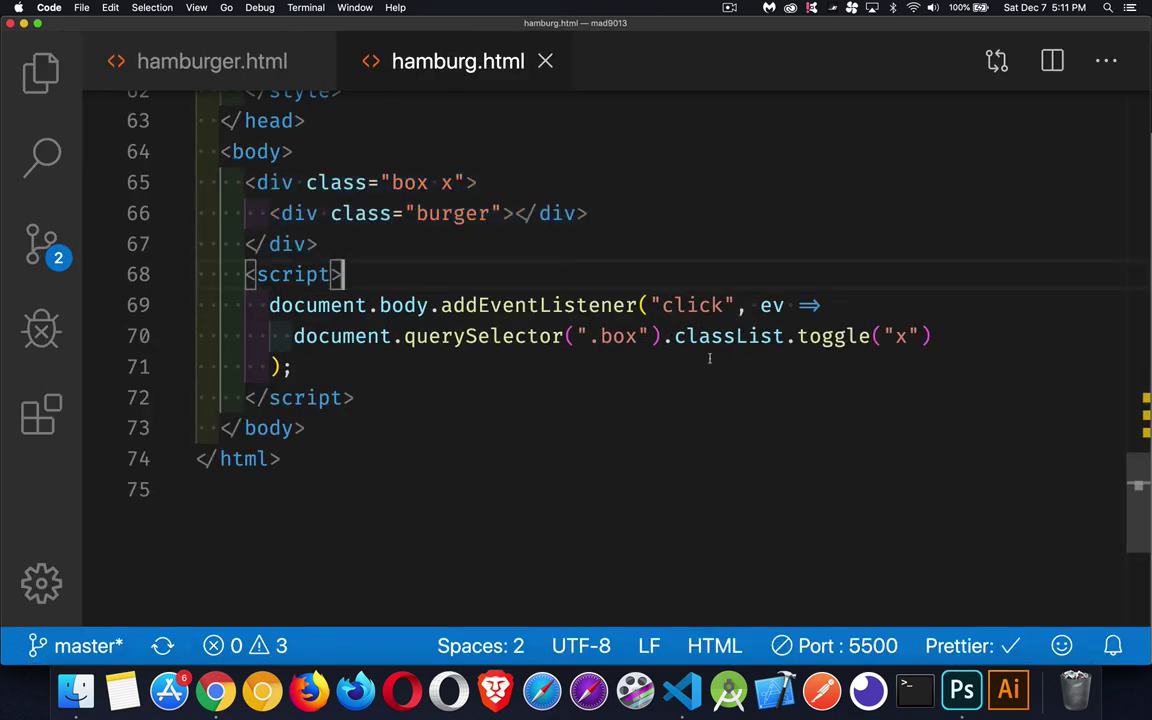 Code File Edit Selection View Go Debug Terminal Window Help 100% Sat Dec 7 5:11 PM
hamburg.html — mad9013
hamburger.html hamburg.html
62 </style>
63 </head>
64 <body>
65 <div class="box x">
66 <div class="burger"></div>
67 </div>
68 <script>
69 document.body.addEventListener("click", ev =>
70 document.querySelector(".box").classList.toggle("x")
71 );
72 </script>
73 </body>
74 </html>
75
2
master* 0 3 Spaces: 2 UTF-8 LF HTML Port : 5500 Prettier: ✓
6
>_
Ps
Ai